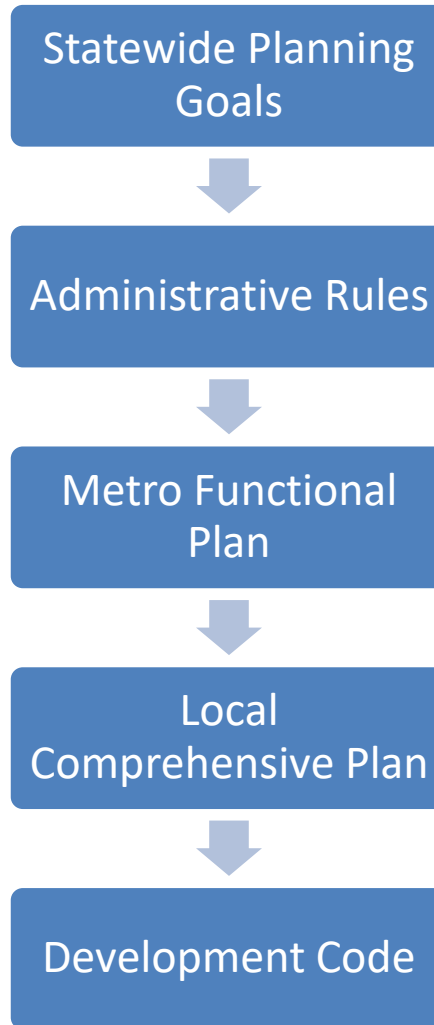 Statewide Planning
Goals
Administrative Rules
Metro Functional
Plan
Local
Comprehensive Plan
Development Code